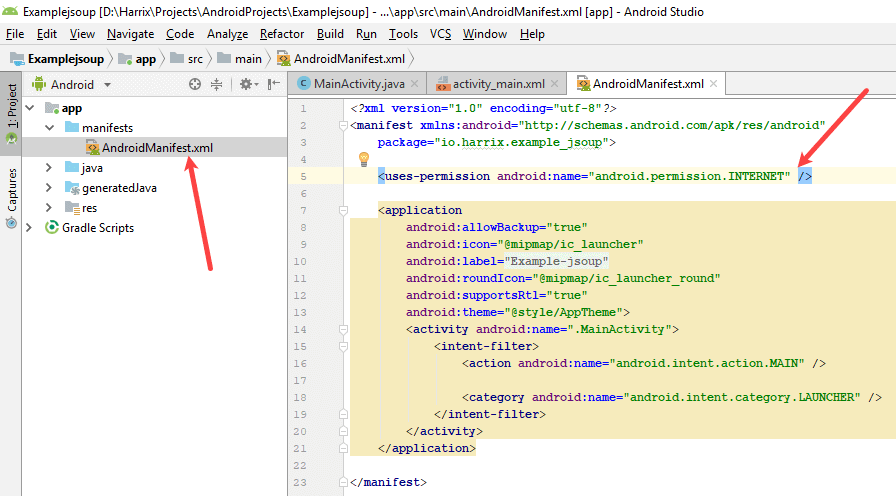 Examplejsoup [D:\Harrix\Projects\AndroidProjects\Examplejsoup] - ...\app\src\main\AndroidManifest.xml [app] - Android Studio
File Edit View Navigate Code Analyze Refactor Build Run Tools VCS Window Help
Examplejsoup app src main AndroidManifest.xml
1: Project
Captures
Android
app
manifests
AndroidManifest.xml
java
generatedJava
res
Gradle Scripts
MainActivity.java activity_main.xml AndroidManifest.xml
1 <?xml version="1.0" encoding="utf-8"?>
2 <manifest xmlns:android="http://schemas.android.com/apk/res/android"
3 package="io.harrix.example_jsoup">
4
5 <uses-permission android:name="android.permission.INTERNET" />
6
7 <application
8 android:allowBackup="true"
9 android:icon="@mipmap/ic_launcher"
10 android:label="Example-jsoup"
11 android:roundIcon="@mipmap/ic_launcher_round"
12 android:supportsRtl="true"
13 android:theme="@style/AppTheme">
14 <activity android:name=".MainActivity">
15 <intent-filter>
16 <action android:name="android.intent.action.MAIN" />
17
18 <category android:name="android.intent.category.LAUNCHER" />
19 </intent-filter>
20 </activity>
21 </application>
22
23 </manifest>